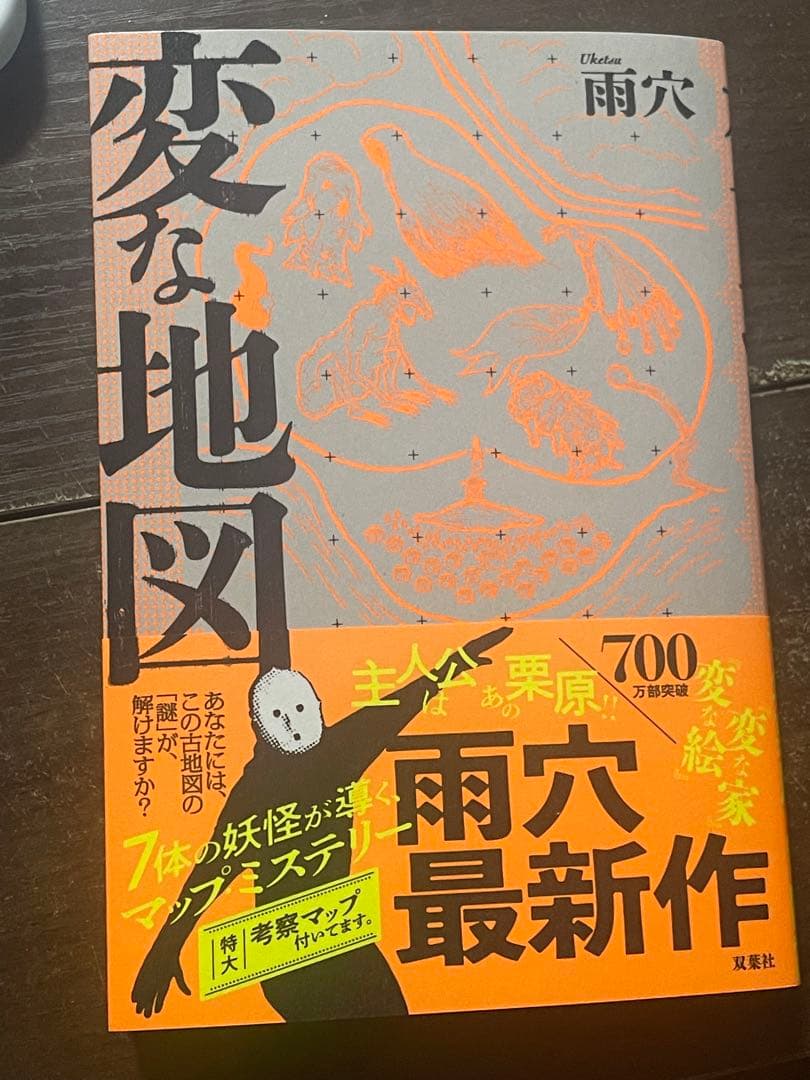 変な地図
Uketsu
雨穴
700
万部突破
『変な家』
『変な絵』
主人公は あの栗原!!
あなたには、
この古地図の
「謎」が、
解けますか?
雨穴
最新作
7体の妖怪が導く、
マップ・ミステリー
特大
考察マップ
付いてます。
双葉社